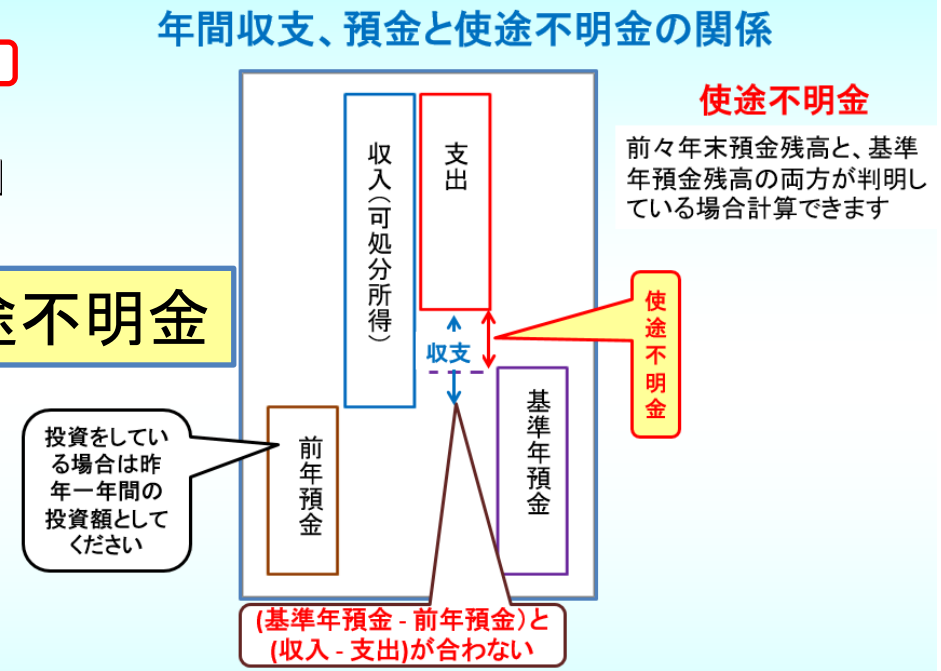 年間収支、預金と使途不明金の関係
使途不明金
前々年末預金残高と、基準
年預金残高の両方が判明し
ている場合計算できます
収入（可処分所得）
支出
収支
使途不明金
途不明金
前年預金
基準年預金
投資をしてい
る場合は昨
年一年間の
投資額として
ください
(基準年預金 - 前年預金）と
(収入 - 支出)が合わない